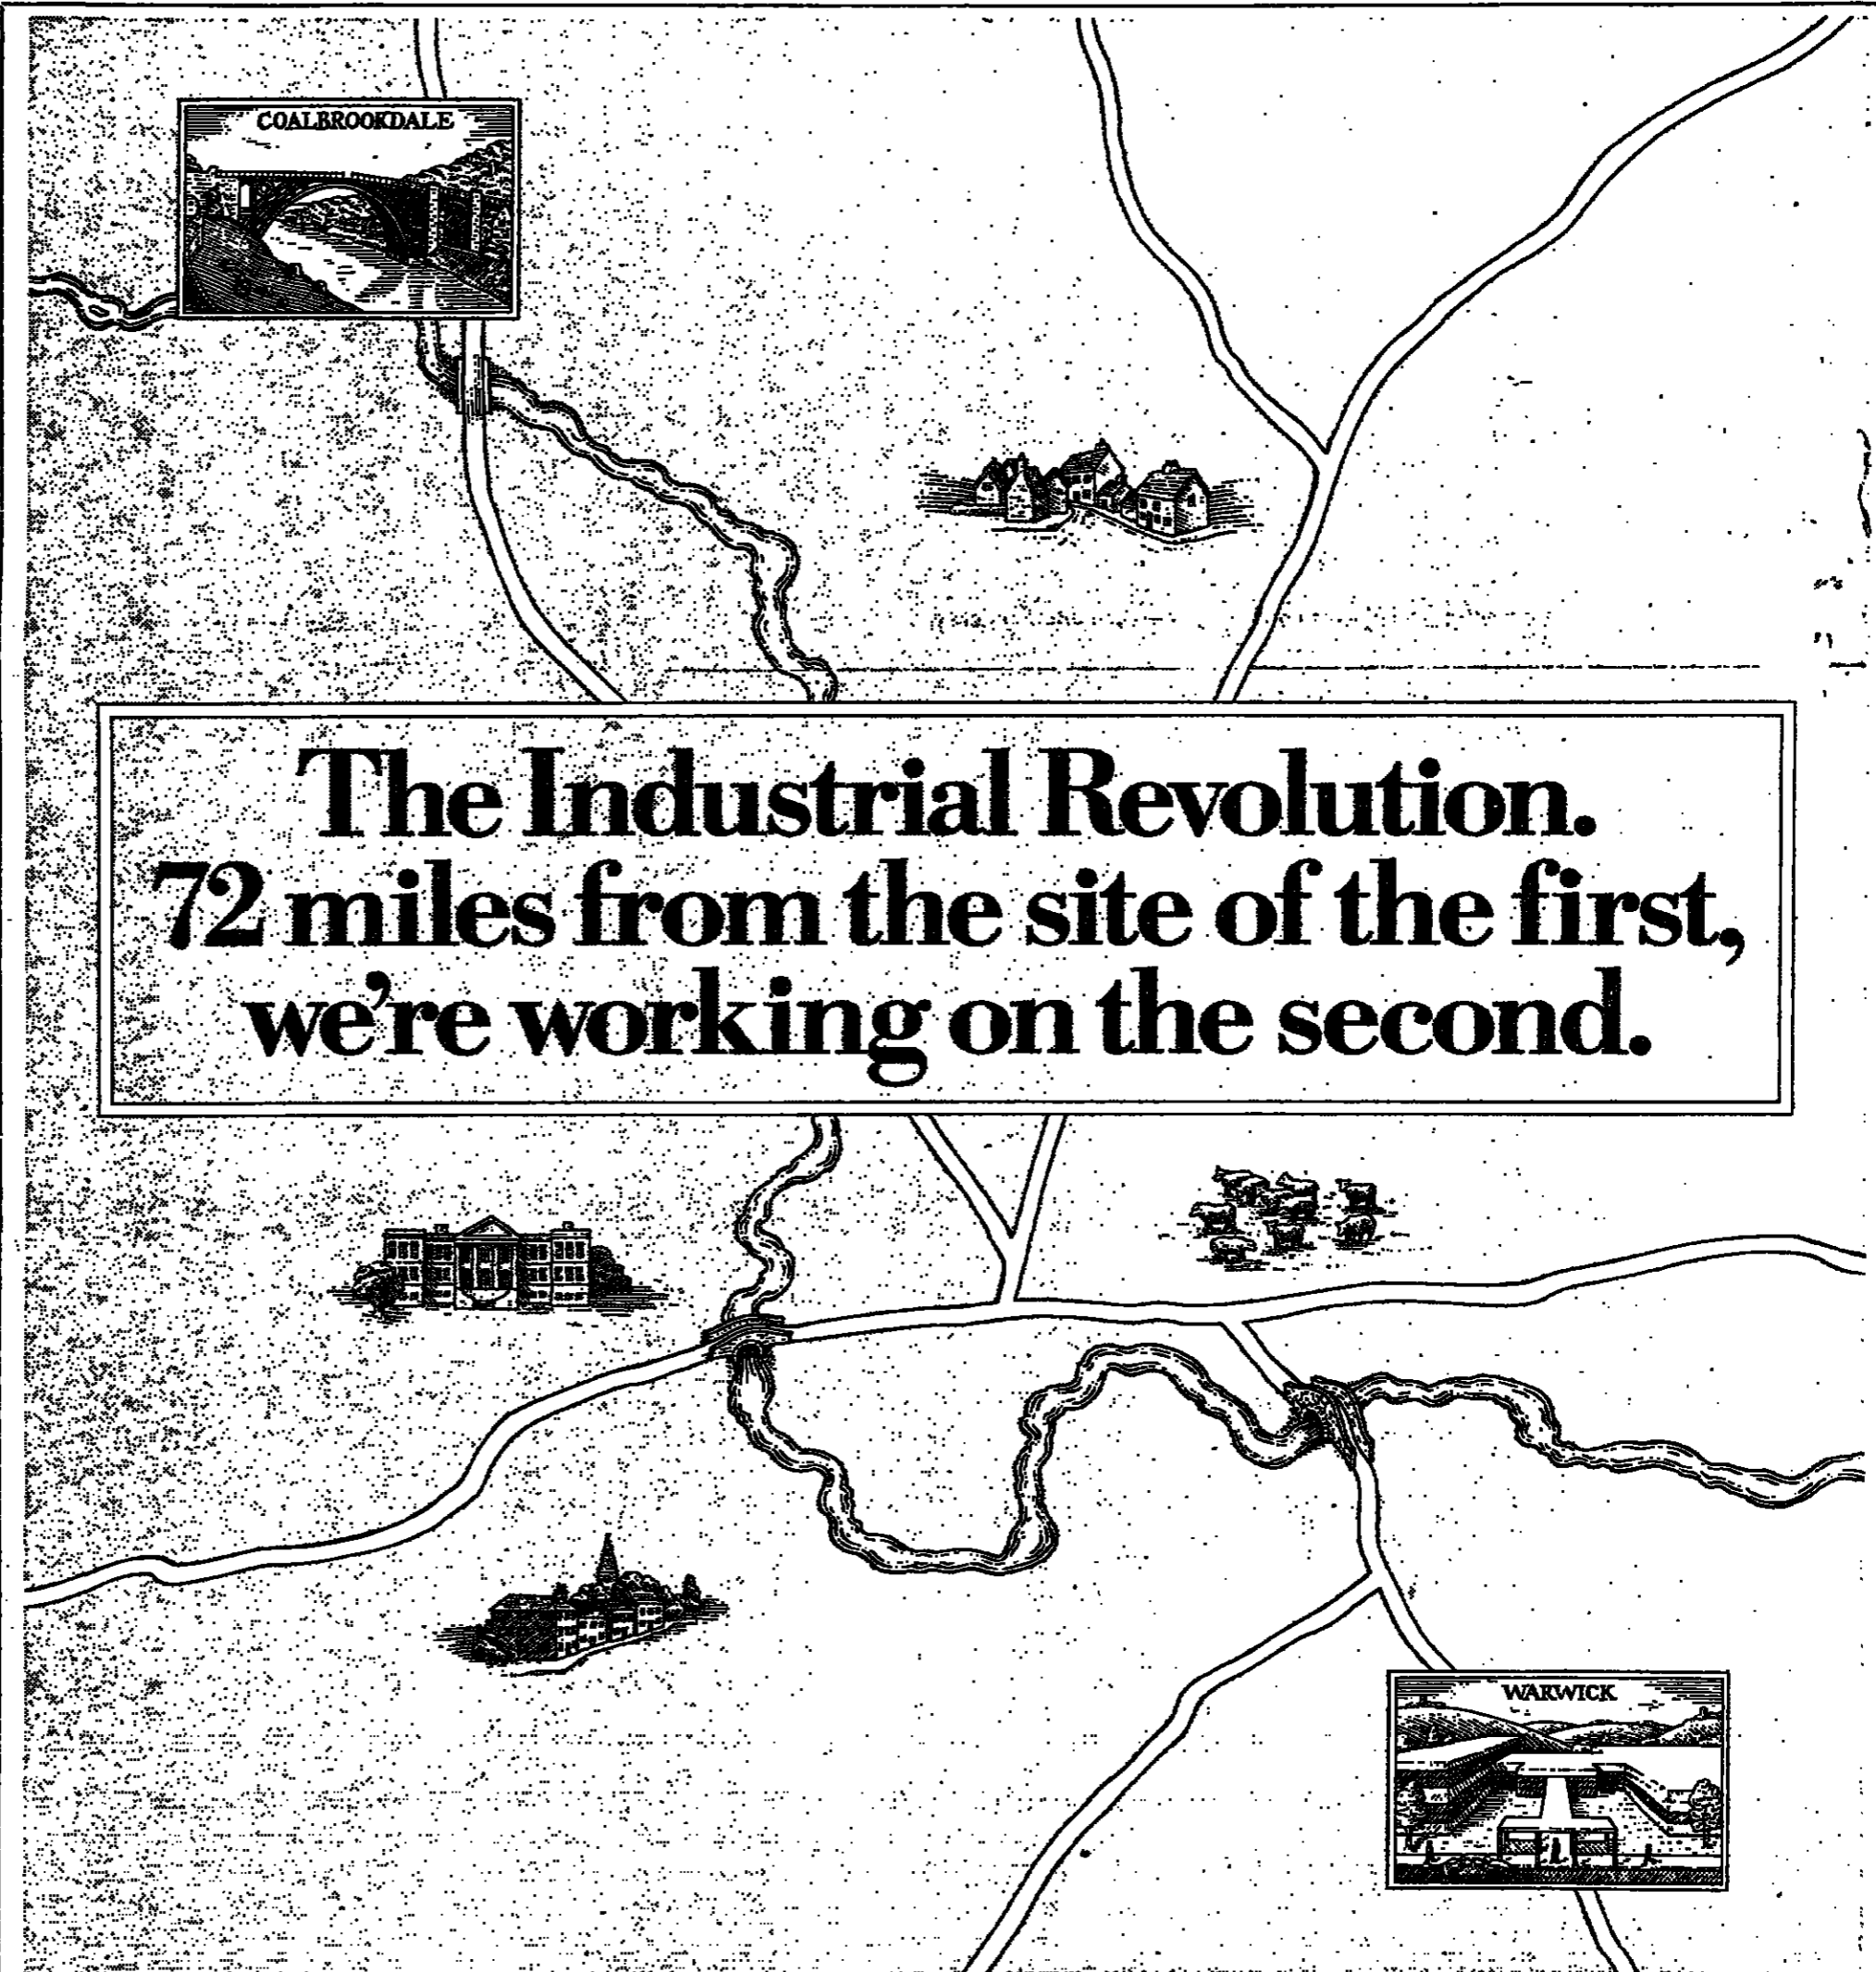 COALBROOKDALE
The Industrial Revolution.
72 miles from the site of the first,
we're working on the second.
WARWICK